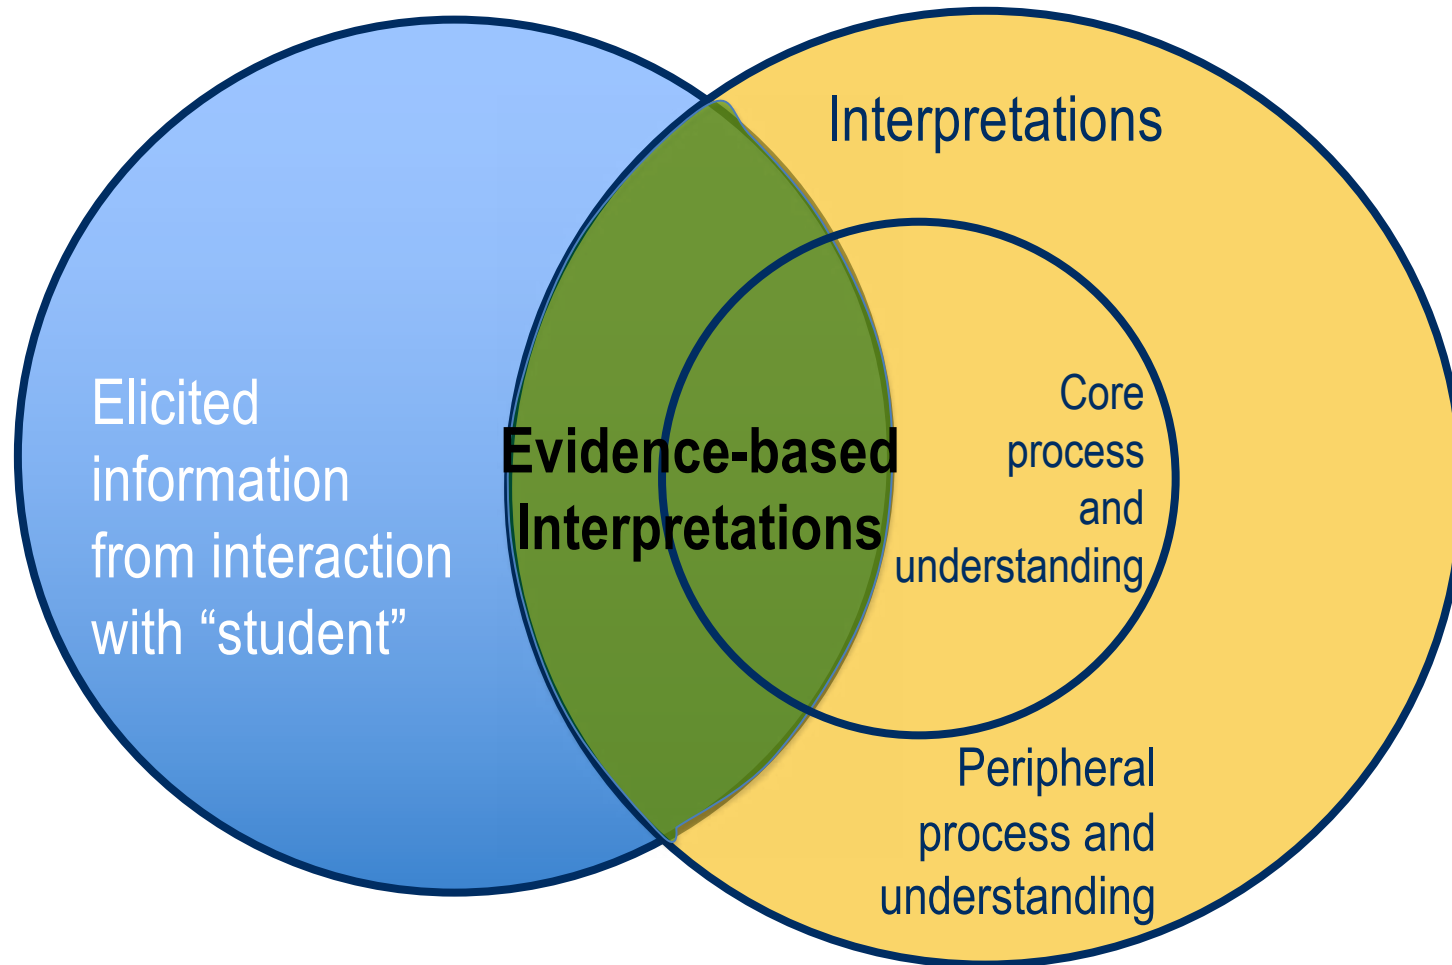 Interpretations
Elicited
information
from interaction
with “student”
Evidence-based
Interpretations
Core
process
and
understanding
Peripheral
process and
understanding